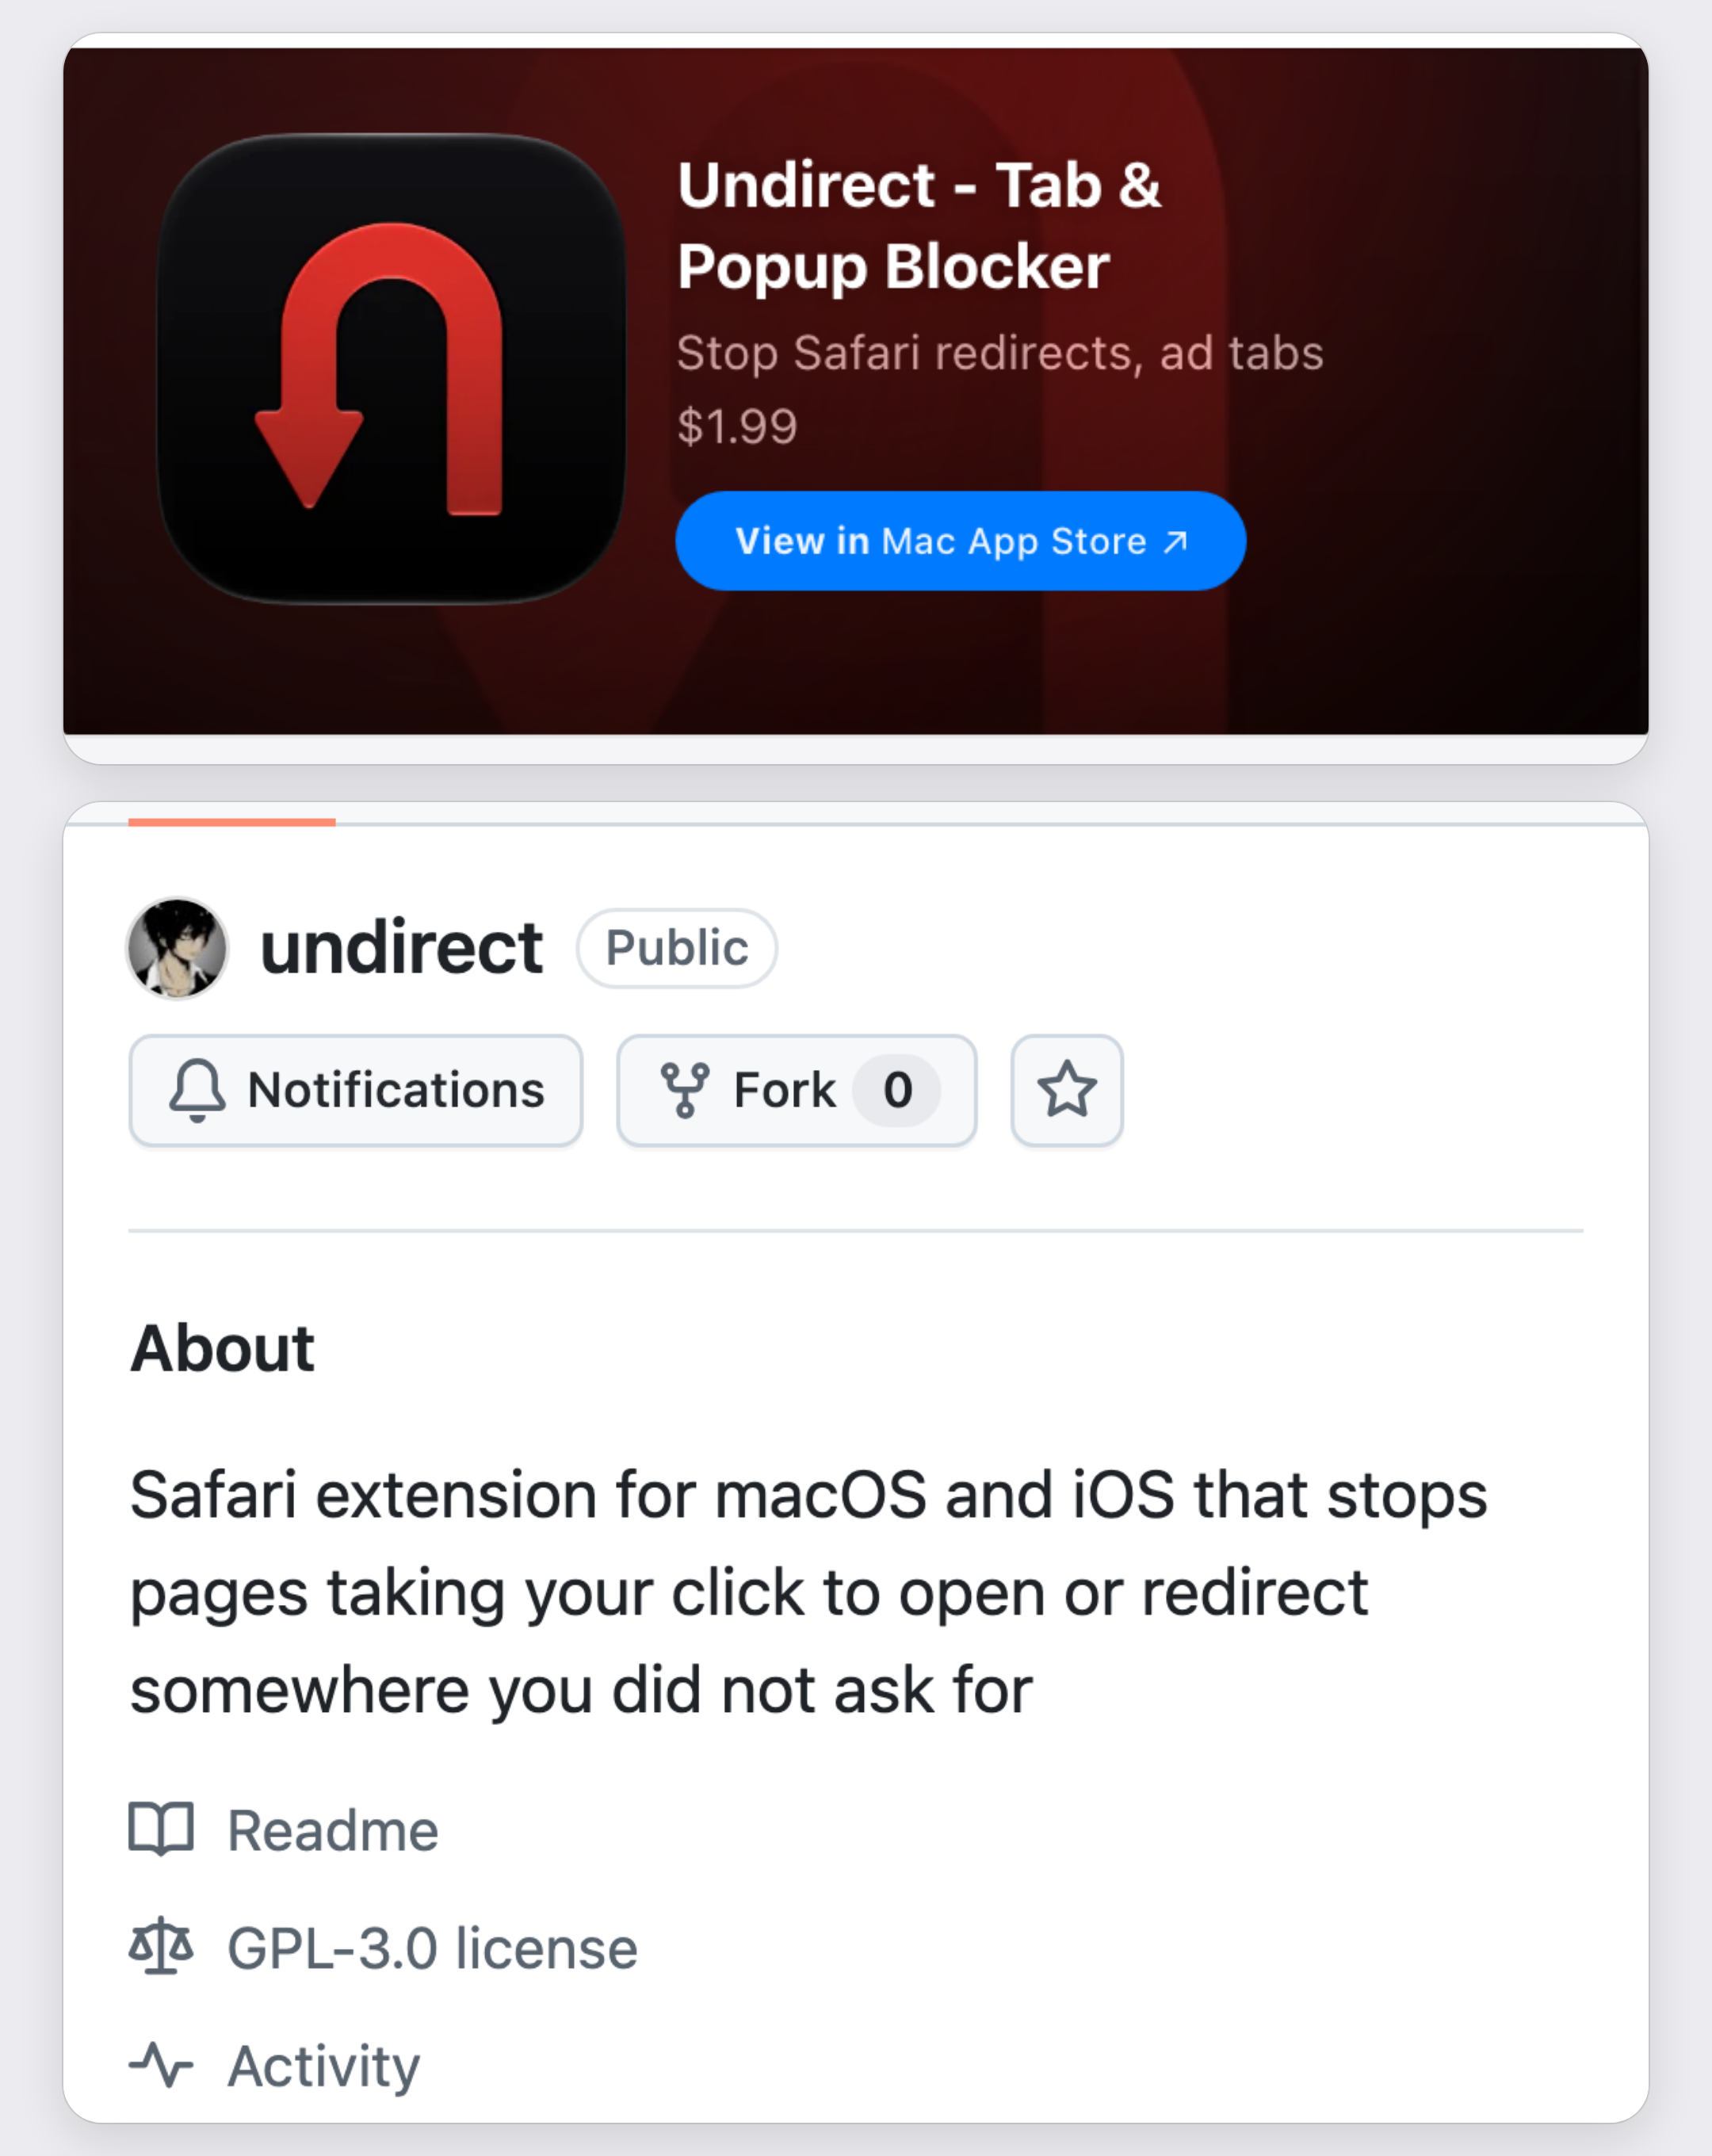 Undirect - Tab &
Popup Blocker
Stop Safari redirects, ad tabs
$1.99
View in Mac App Store ↗
undirect Public
Notifications Fork 0
About
Safari extension for macOS and iOS that stops
pages taking your click to open or redirect
somewhere you did not ask for
Readme
GPL-3.0 license
Activity